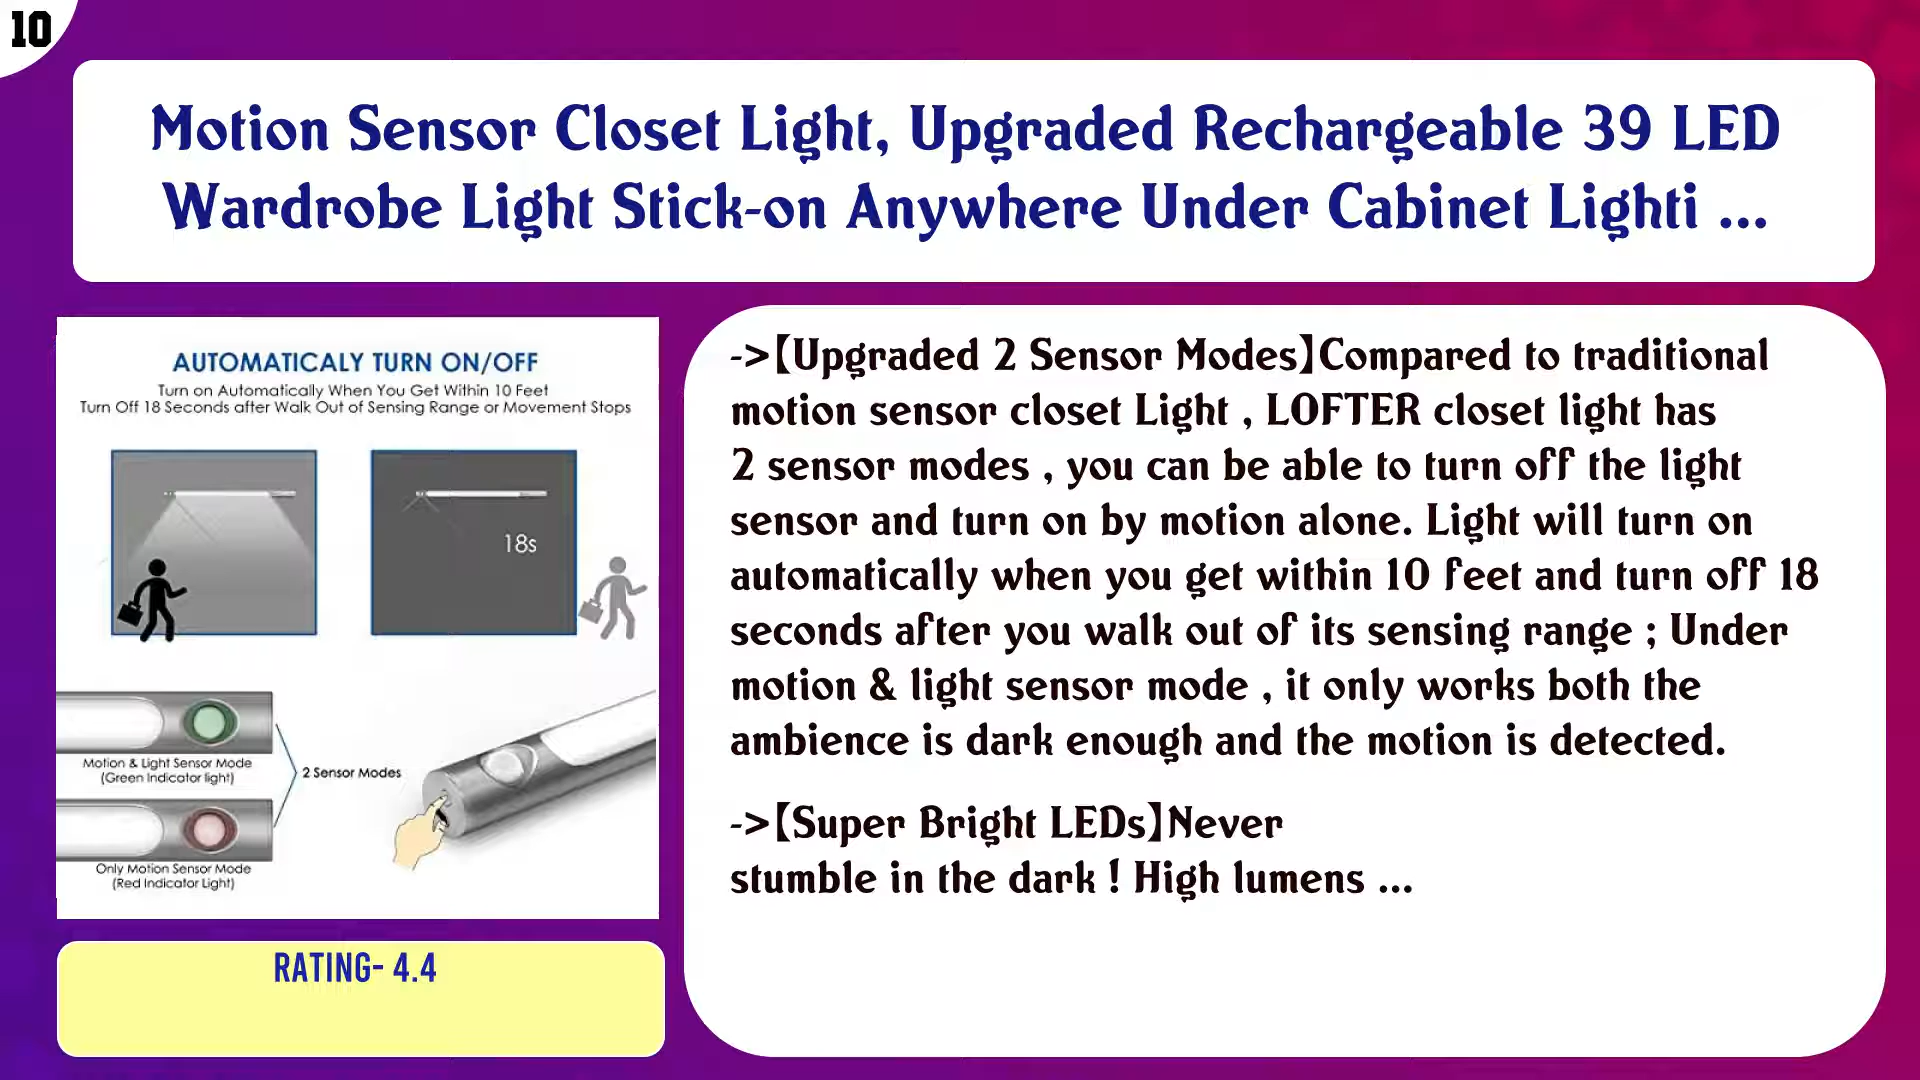 10
Motion Sensor Closet Light, Upgraded Rechargeable 39 LED
Wardrobe Light Stick-on Anywhere Under Cabinet Lighti ...
AUTOMATICALY TURN ON/OFF
Turn on Automatically When You Get Within 10 Feet
Turn Off 18 Seconds after Walk Out of Sensing Range or Movement Stops
18s
Motion & Light Sensor Mode
(Green Indicator light)
2 Sensor Modes
Only Motion Sensor Mode
(Red Indicator Light)
RATING- 4.4
->【Upgraded 2 Sensor Modes】Compared to traditional
motion sensor closet Light , LOFTER closet light has
2 sensor modes , you can be able to turn off the light
sensor and turn on by motion alone. Light will turn on
automatically when you get within 10 feet and turn off 18
seconds after you walk out of its sensing range ; Under
motion & light sensor mode , it only works both the
ambience is dark enough and the motion is detected.
->【Super Bright LEDs】Never
stumble in the dark ! High lumens ...